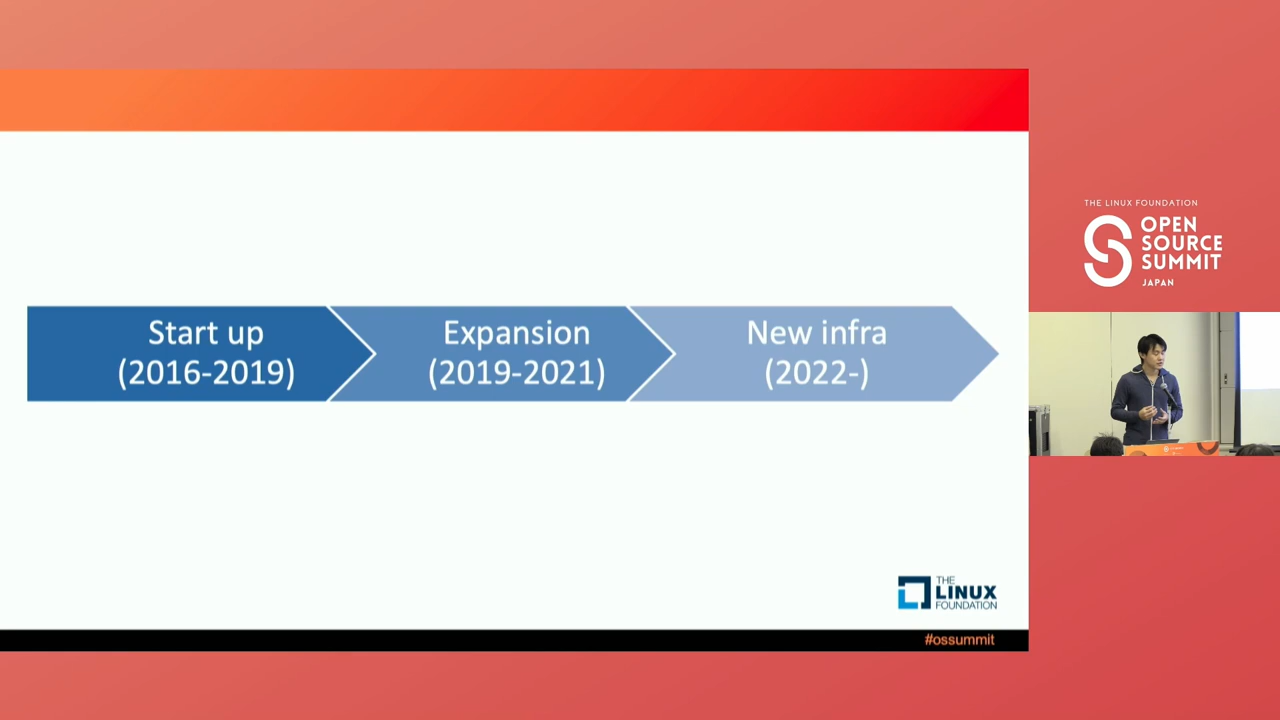 Start up
(2016-2019)
Expansion
(2019-2021)
New infra
(2022-)
THE
LINUX
FOUNDATION
#ossummit
THE LINUX FOUNDATION
OPEN
SOURCE
SUMMIT
JAPAN